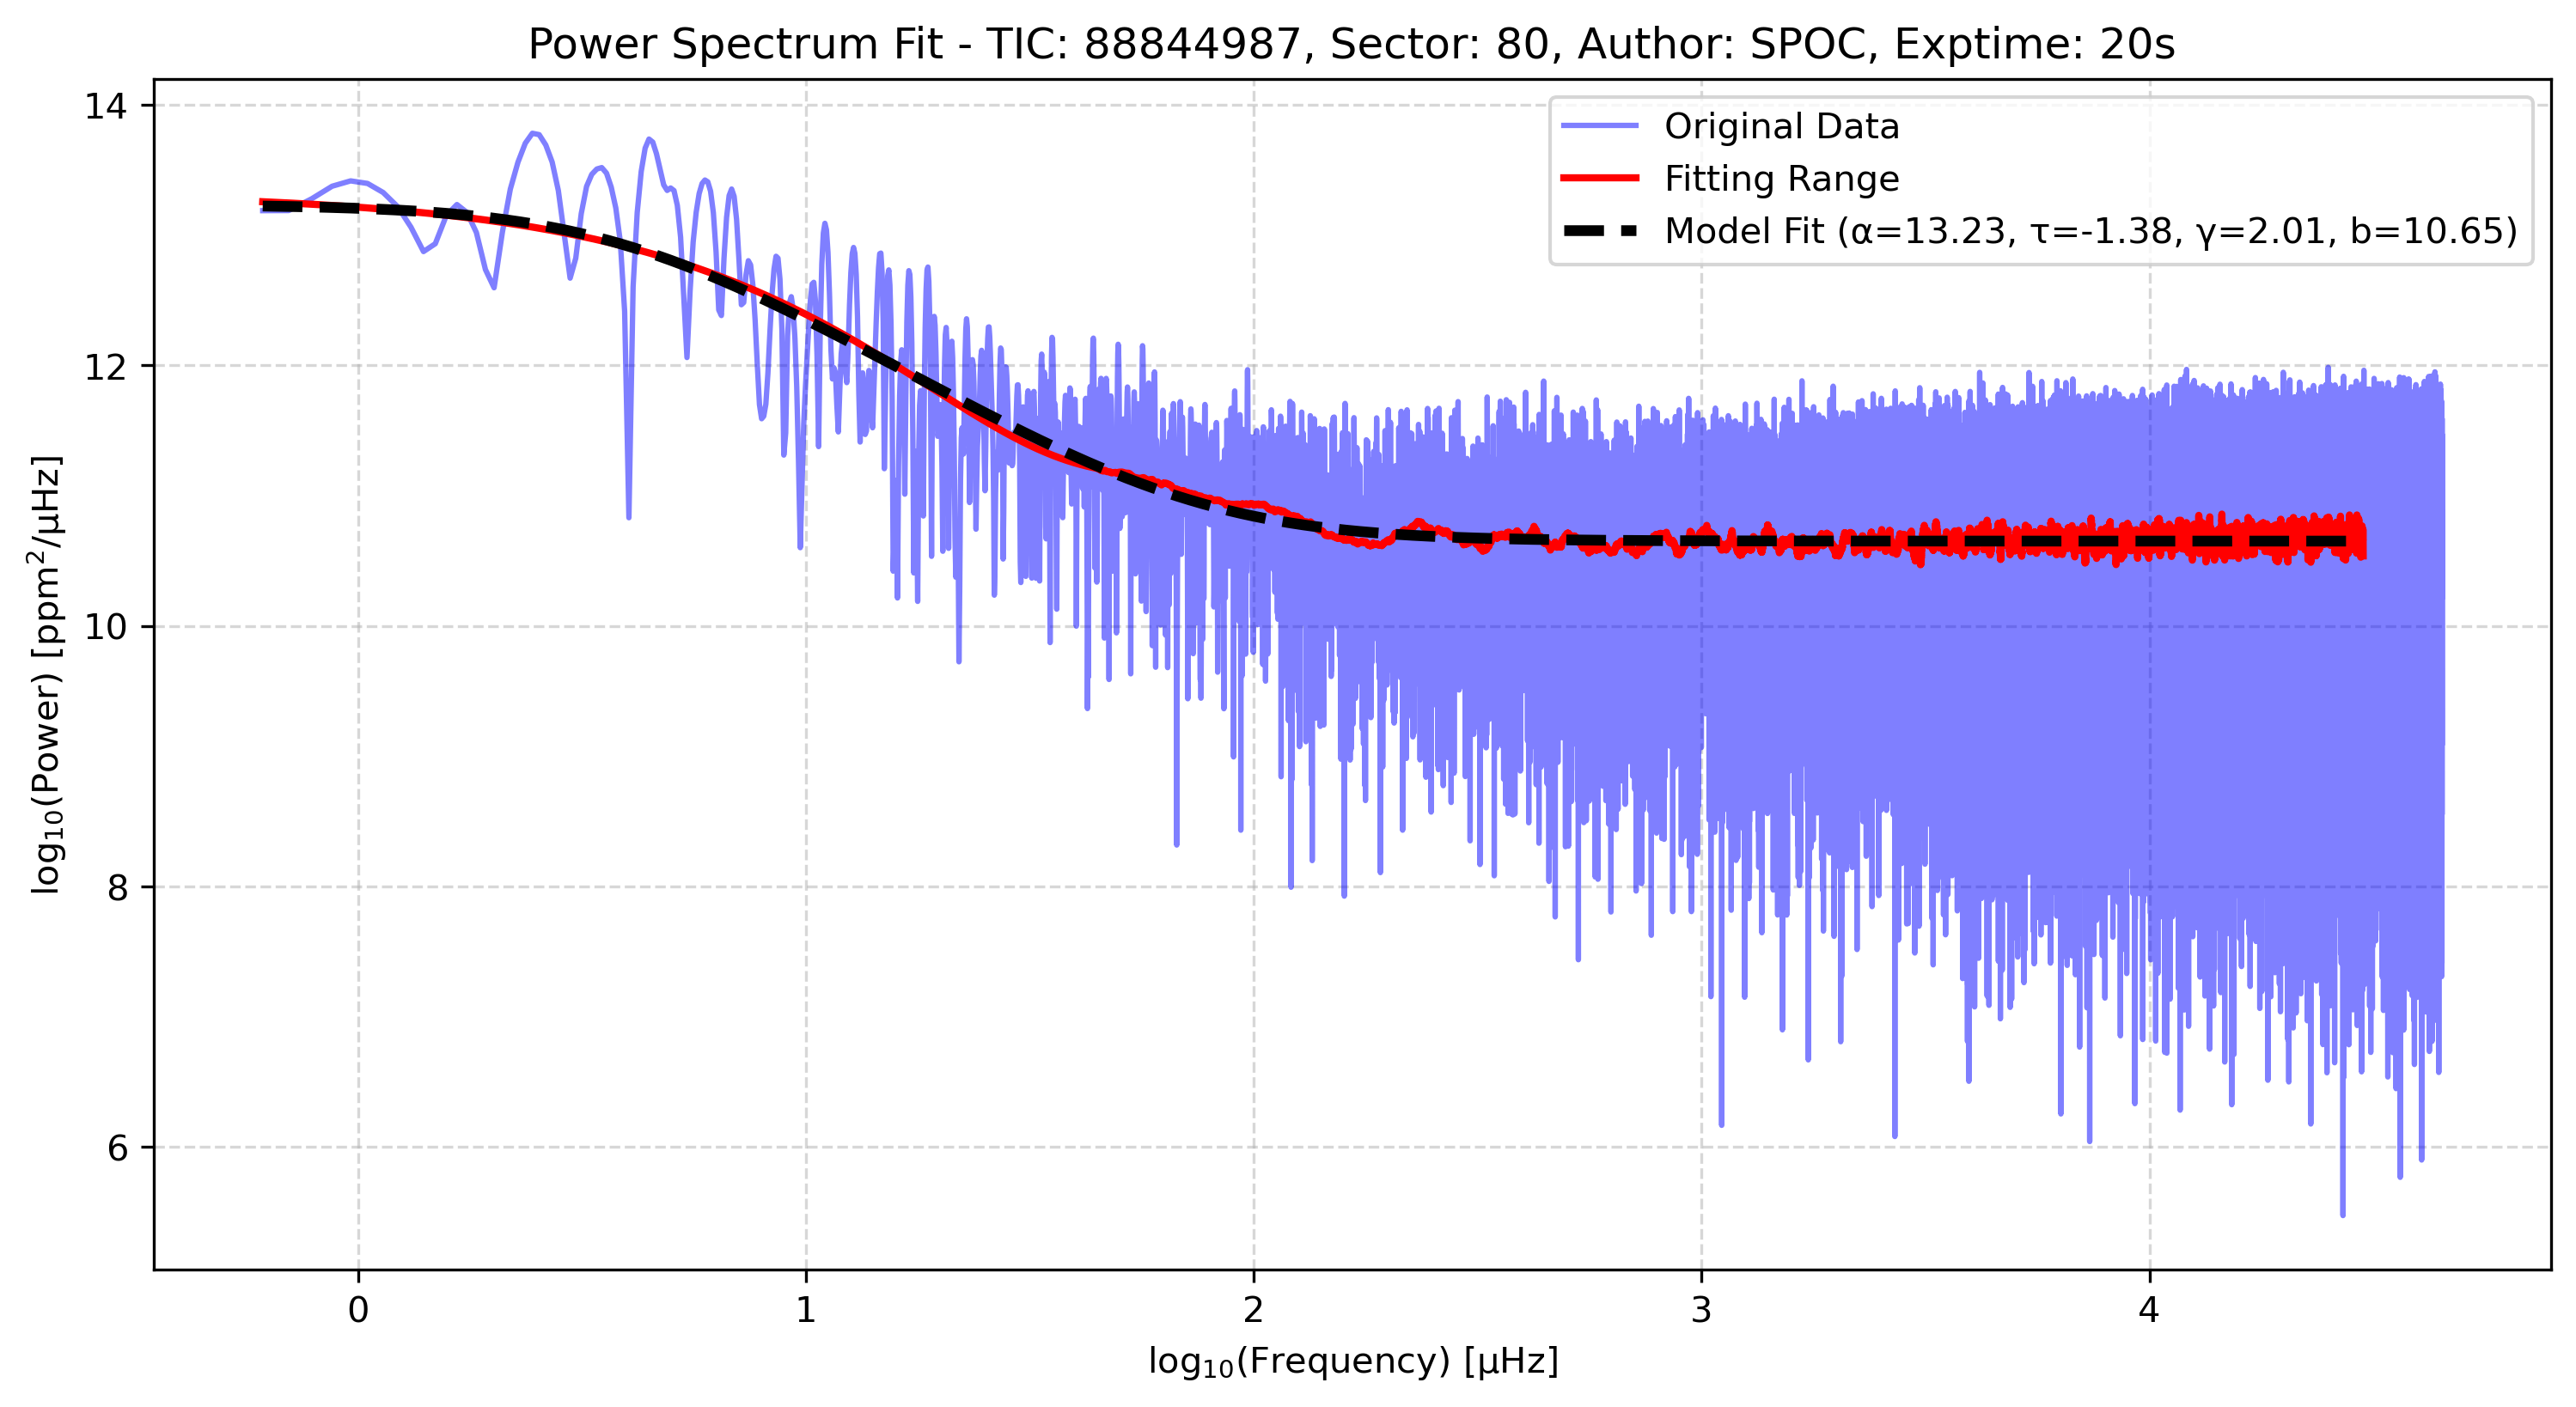 Power Spectrum Fit - TIC: 88844987, Sector: 80, Author: SPOC, Exptime: 20s
14
12
10
8
6
log₁₀(Power) [ppm²/μHz]
Original Data
Fitting Range
Model Fit (α=13.23, τ=-1.38, γ=2.01, b=10.65)
0 1 2 3 4
log₁₀(Frequency) [μHz]